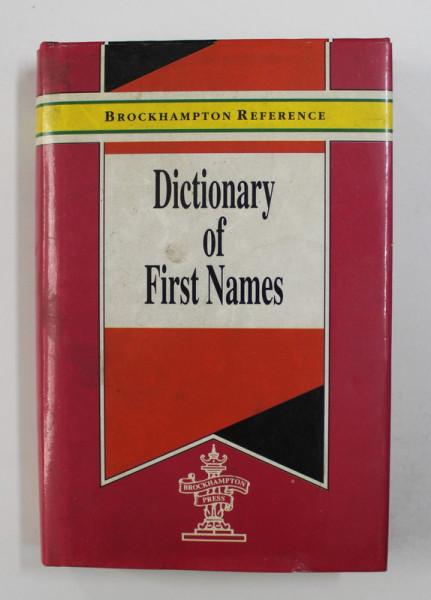 BROCKHAMPTON REFERENCE
Dictionary
of
First Names
BROCKHAMPTON
PRESS